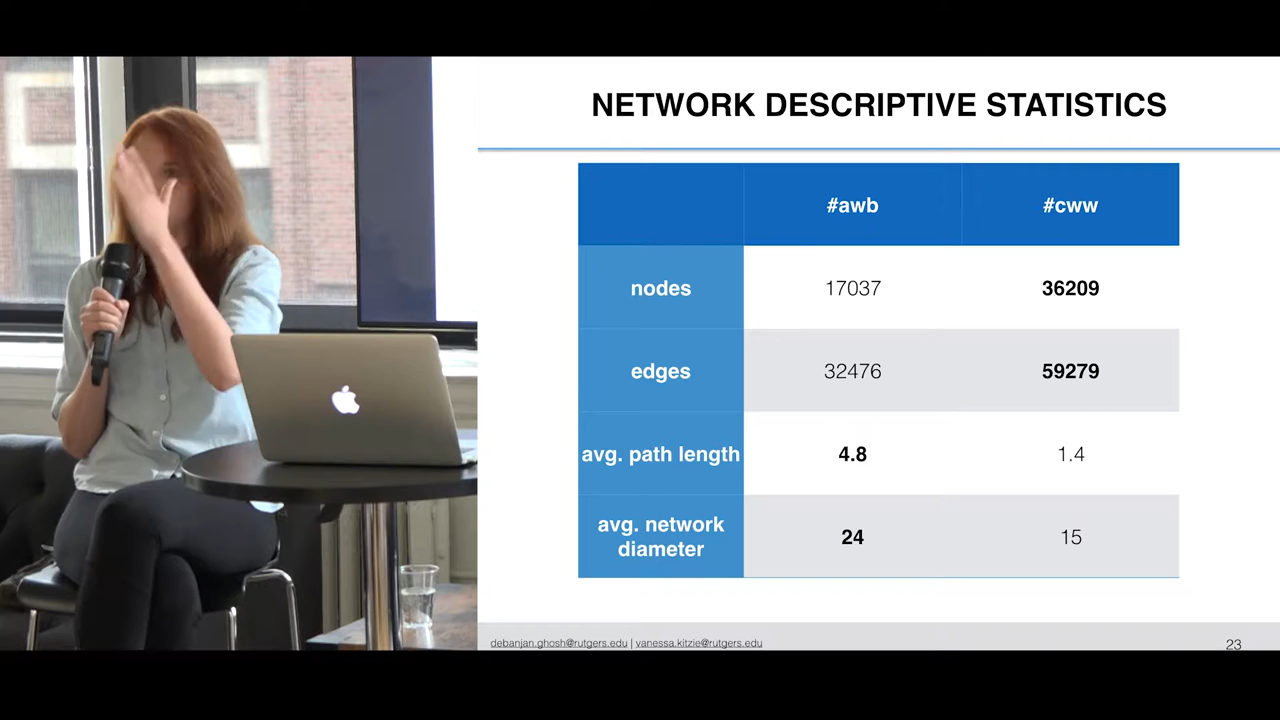 NETWORK DESCRIPTIVE STATISTICS
#awb #cww
nodes 17037 36209
edges 32476 59279
avg. path length 4.8 1.4
avg. network
diameter 24 15
debanjan.ghosh@rutgers.edu | vanessa.kitzie@rutgers.edu
23